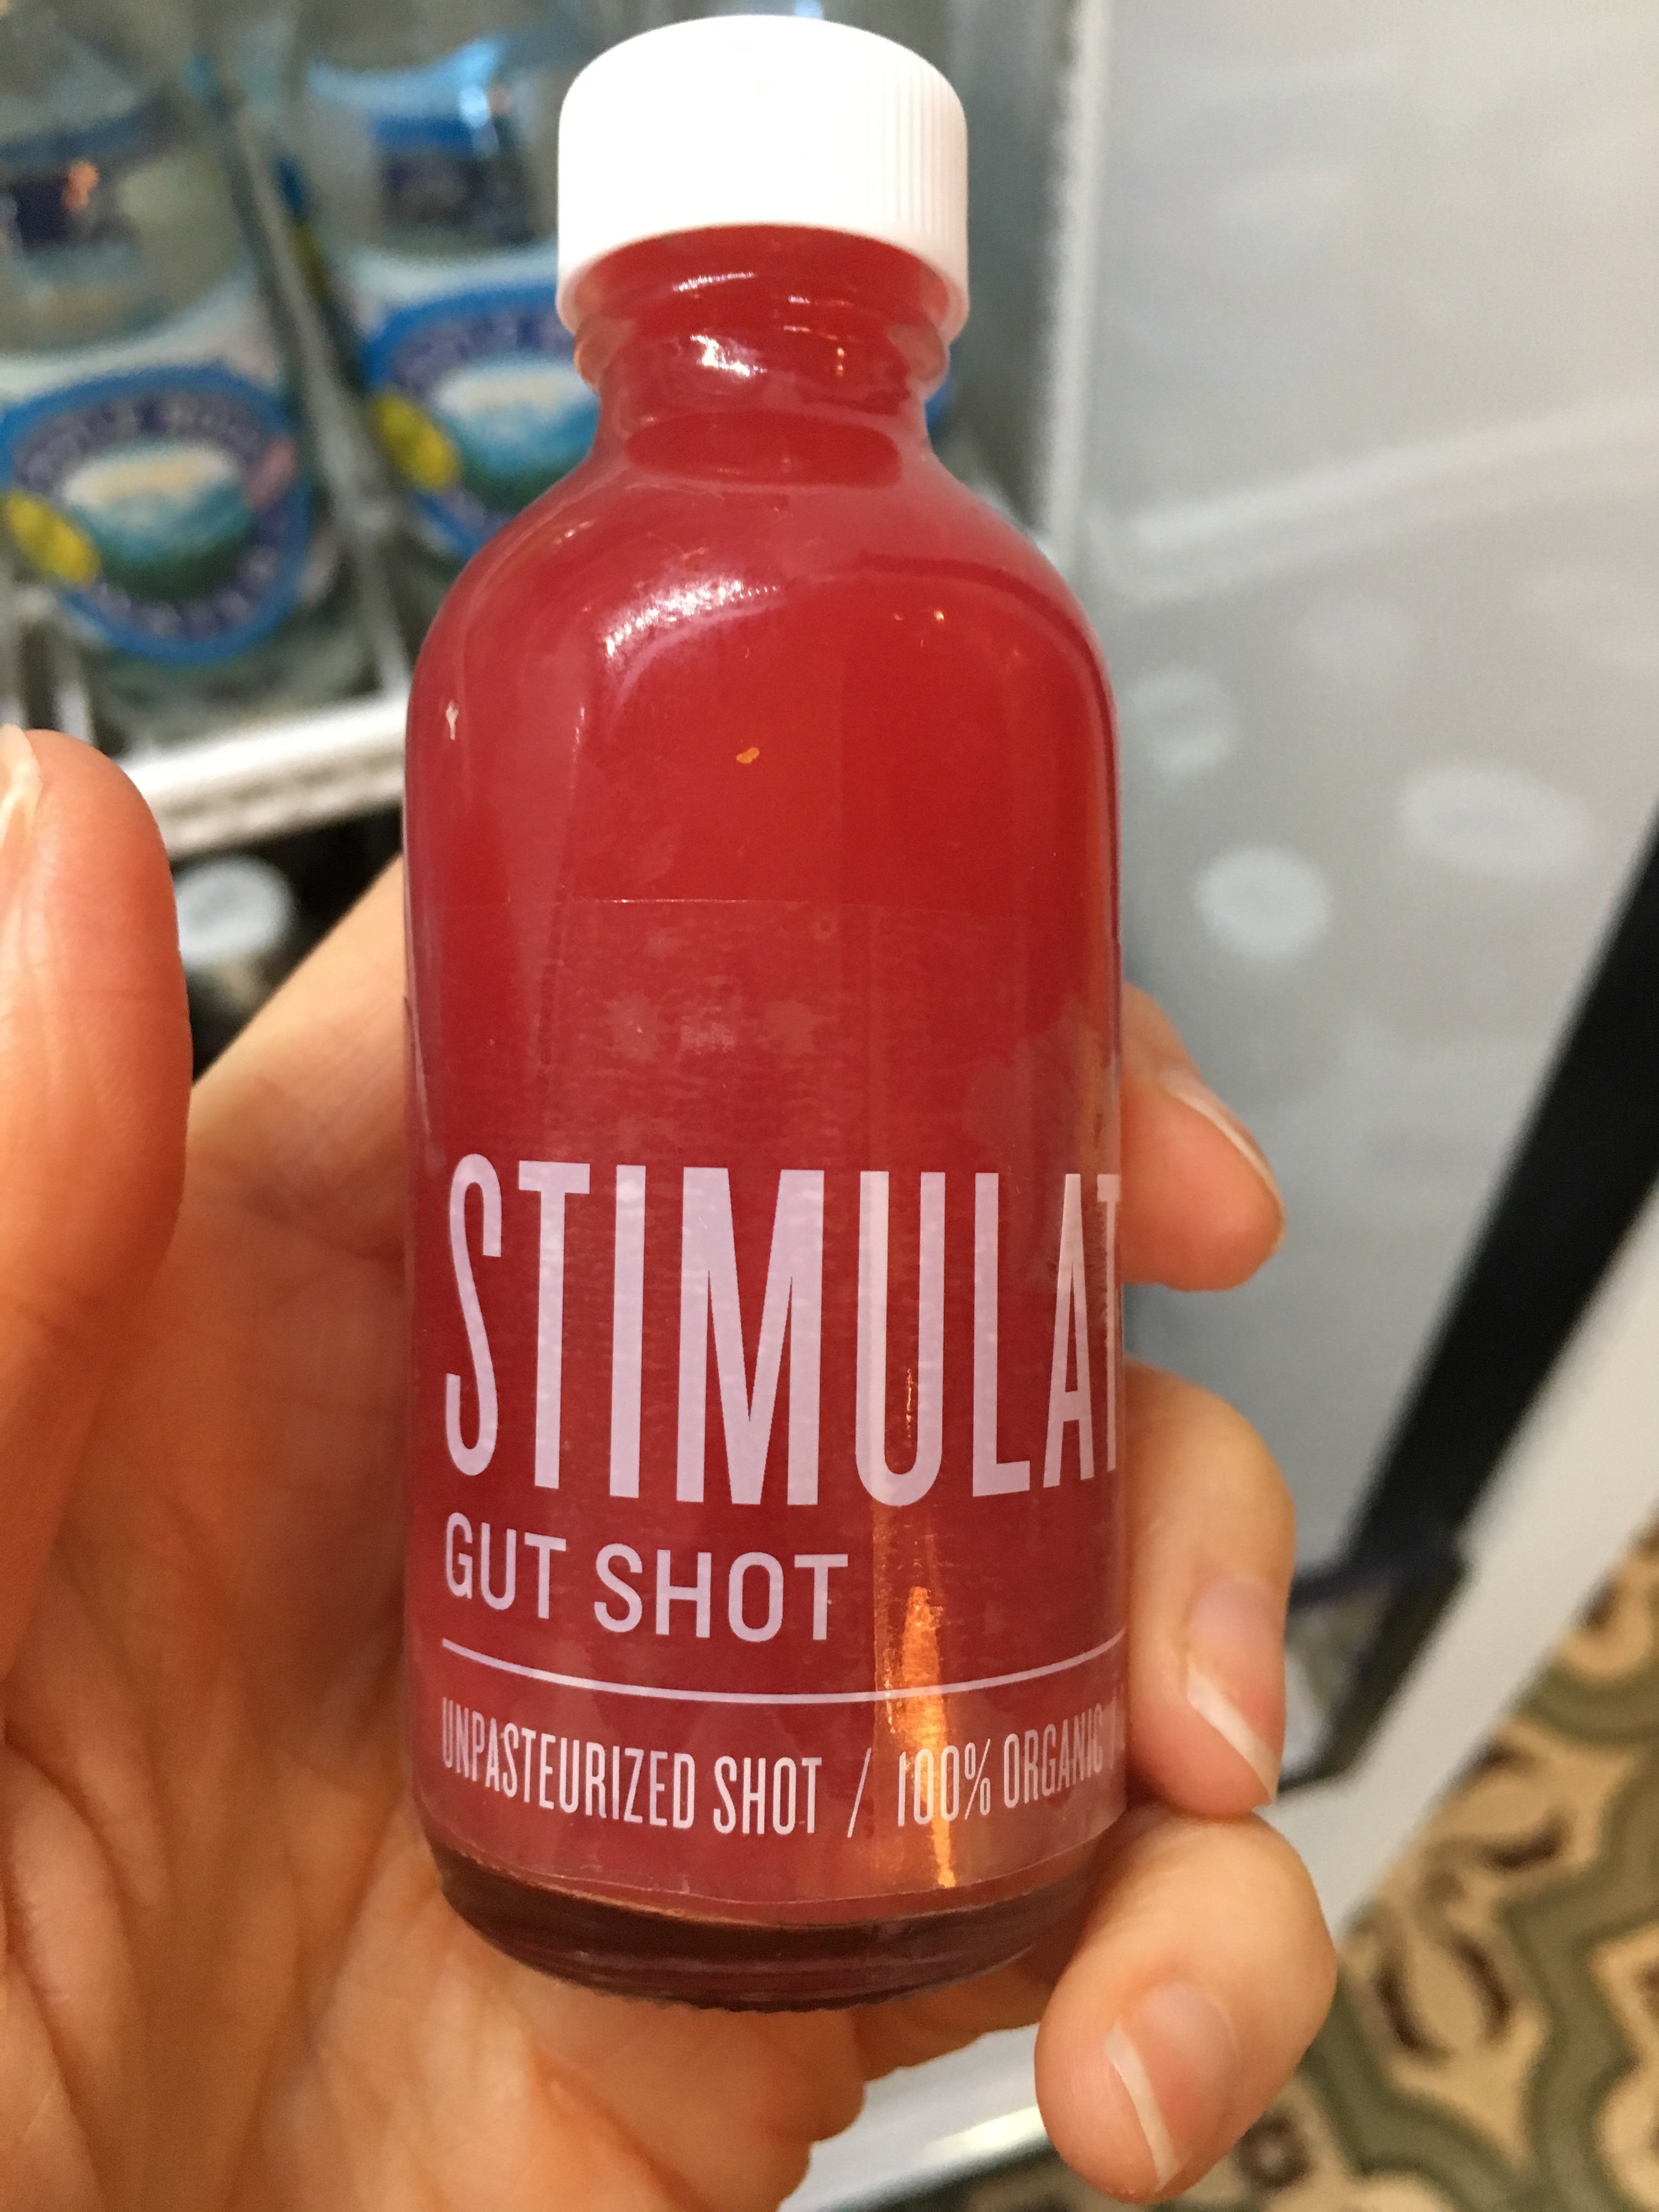 STIMULAT
GUT SHOT
UNPASTEURIZED SHOT / 100% ORGANIC /